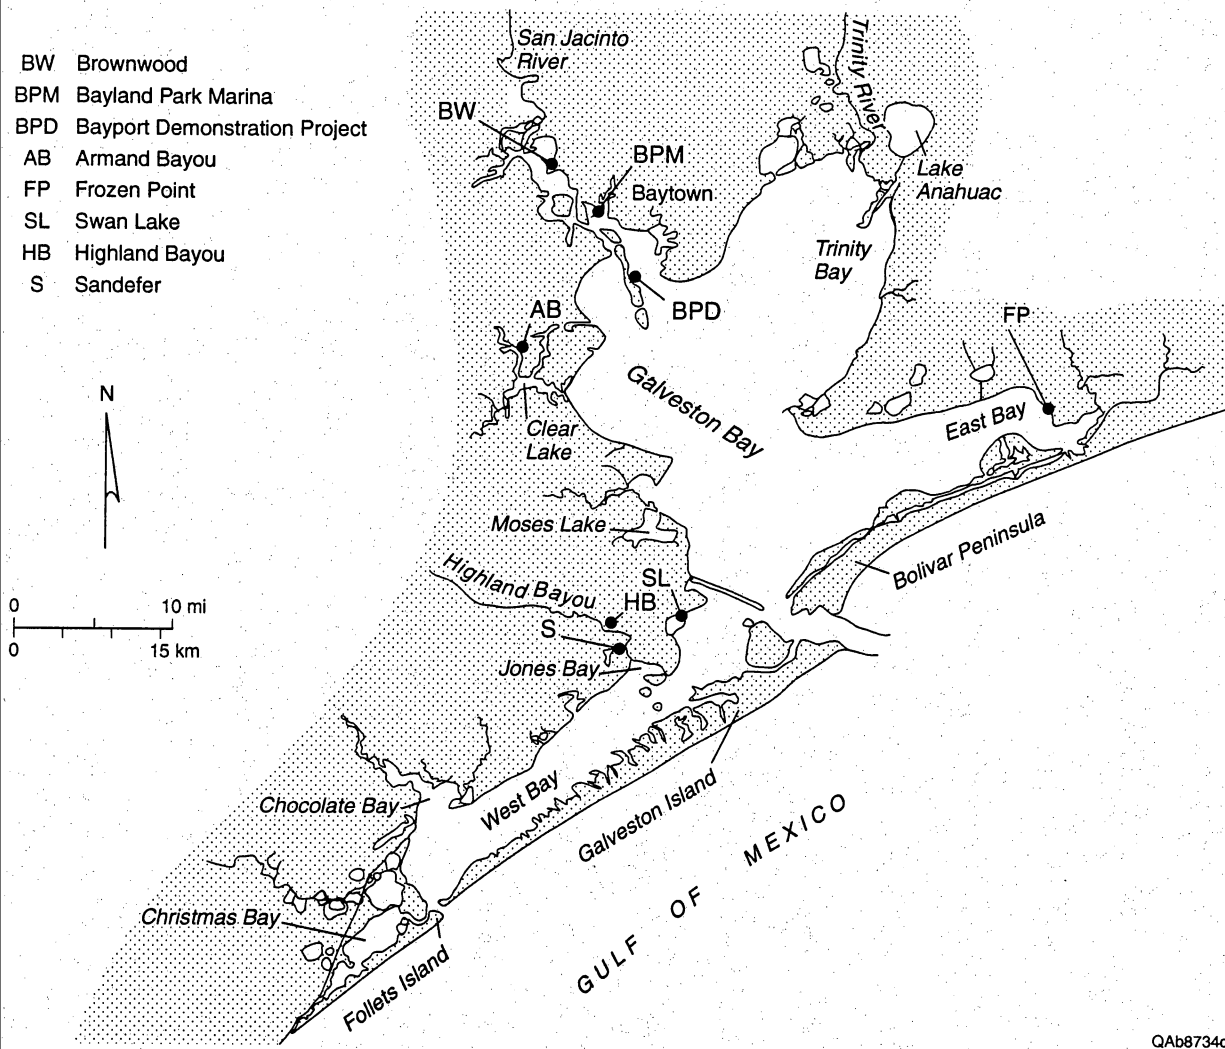 BW Brownwood
BPM Bayland Park Marina
BPD Bayport Demonstration Project
AB Armand Bayou
FP Frozen Point
SL Swan Lake
HB Highland Bayou
S Sandefer
San Jacinto
River
Trinity River
BW
BPM
Baytown
Lake
Anahuac
Trinity
Bay
BPD
AB
FP
Galveston Bay
East Bay
Clear
Lake
N
Moses Lake
Bolivar Peninsula
Highland Bayou
SL
HB
S
Jones Bay
0 10 mi
0 15 km
Chocolate Bay
West Bay
Galveston Island
GULF OF MEXICO
Christmas Bay
Follets Island
QAb8734c